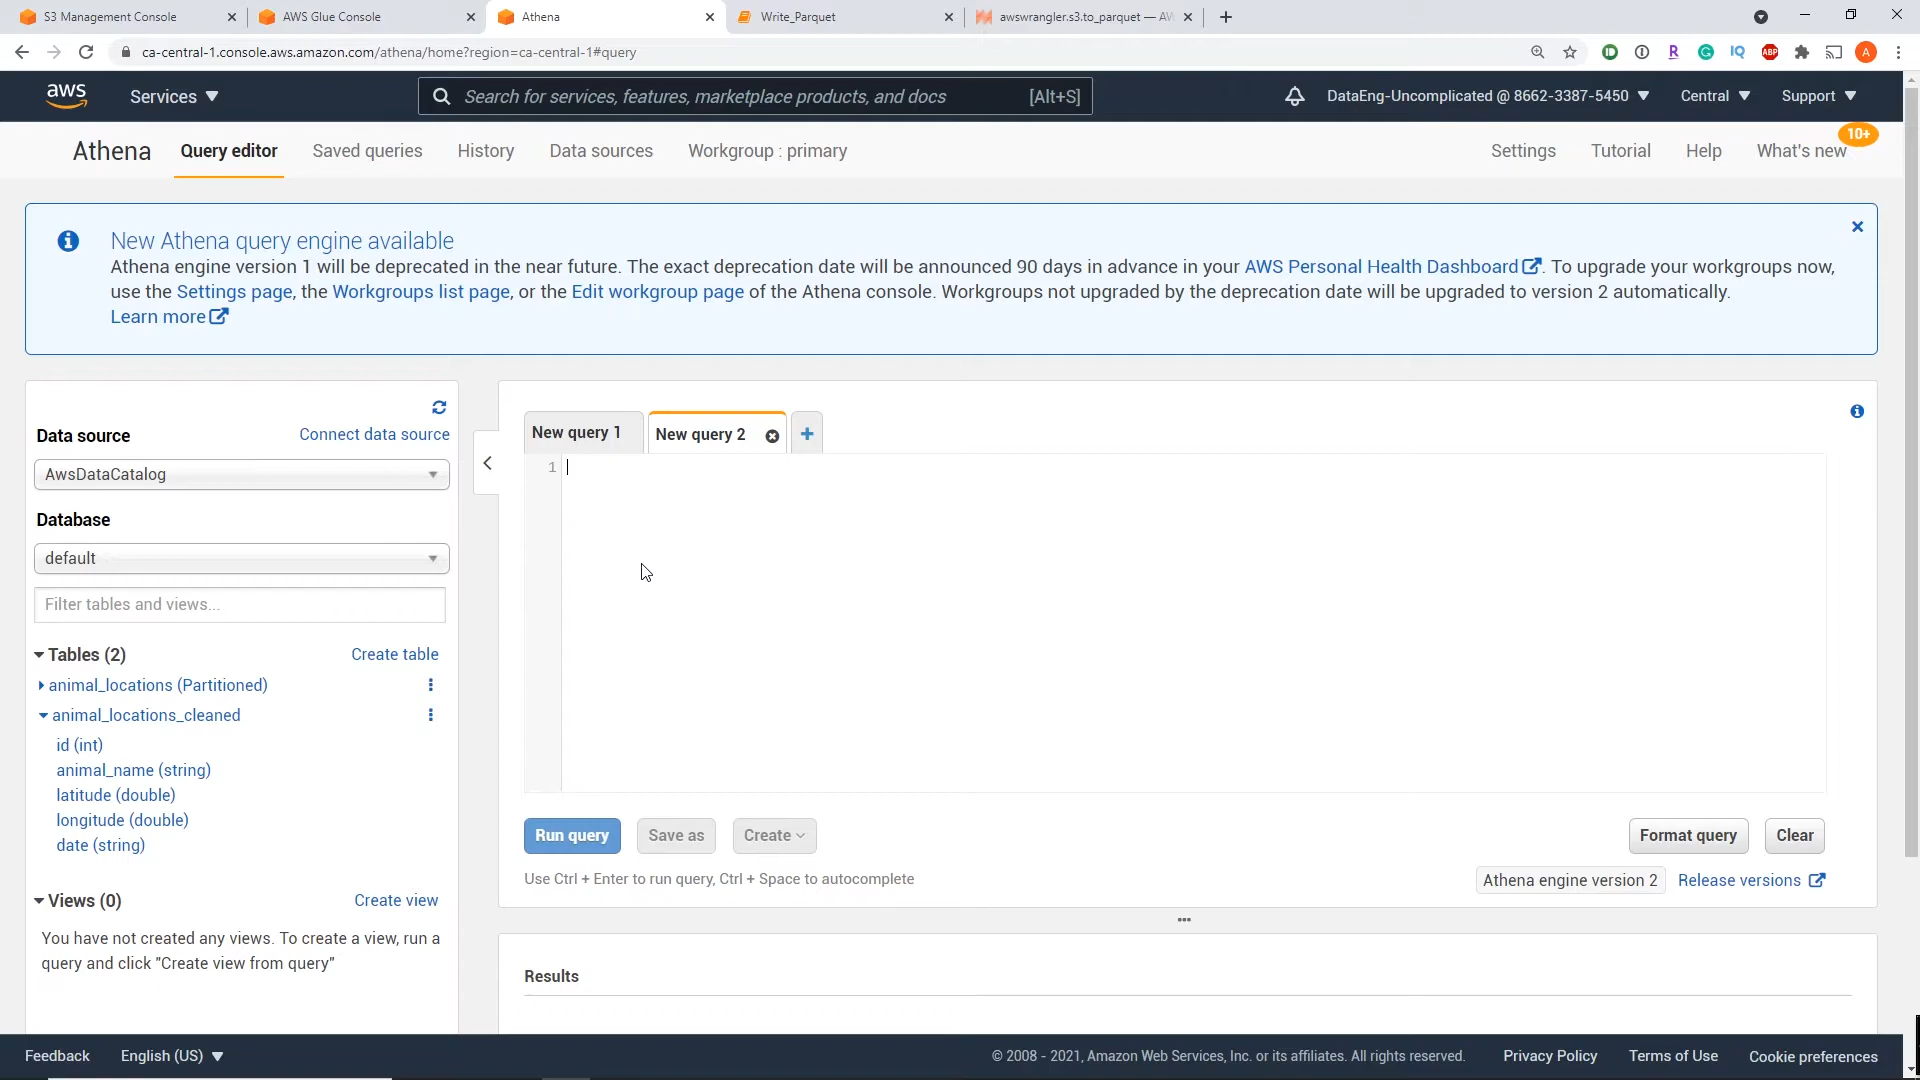 S3 Management Console
AWS Glue Console
Athena
Write_Parquet
awswrangler.s3.to_parquet — AW
ca-central-1.console.aws.amazon.com/athena/home?region=ca-central-1#query
aws
Services
Search for services, features, marketplace products, and docs
[Alt+S]
DataEng-Uncomplicated @ 8662-3387-5450
Central
Support
Athena
Query editor
Saved queries
History
Data sources
Workgroup : primary
Settings
Tutorial
Help
What's new
10+
New Athena query engine available
Athena engine version 1 will be deprecated in the near future. The exact deprecation date will be announced 90 days in advance in your AWS Personal Health Dashboard . To upgrade your workgroups now,
use the Settings page, the Workgroups list page, or the Edit workgroup page of the Athena console. Workgroups not upgraded by the deprecation date will be upgraded to version 2 automatically.
Learn more
Data source
Connect data source
AwsDataCatalog
Database
default
Filter tables and views...
Tables (2)
Create table
animal_locations (Partitioned)
animal_locations_cleaned
id (int)
animal_name (string)
latitude (double)
longitude (double)
date (string)
Views (0)
Create view
You have not created any views. To create a view, run a
query and click "Create view from query"
New query 1
New query 2
1
Run query
Save as
Create
Format query
Clear
Use Ctrl + Enter to run query, Ctrl + Space to autocomplete
Athena engine version 2
Release versions
Results
Feedback
English (US)
© 2008 - 2021, Amazon Web Services, Inc. or its affiliates. All rights reserved.
Privacy Policy
Terms of Use
Cookie preferences